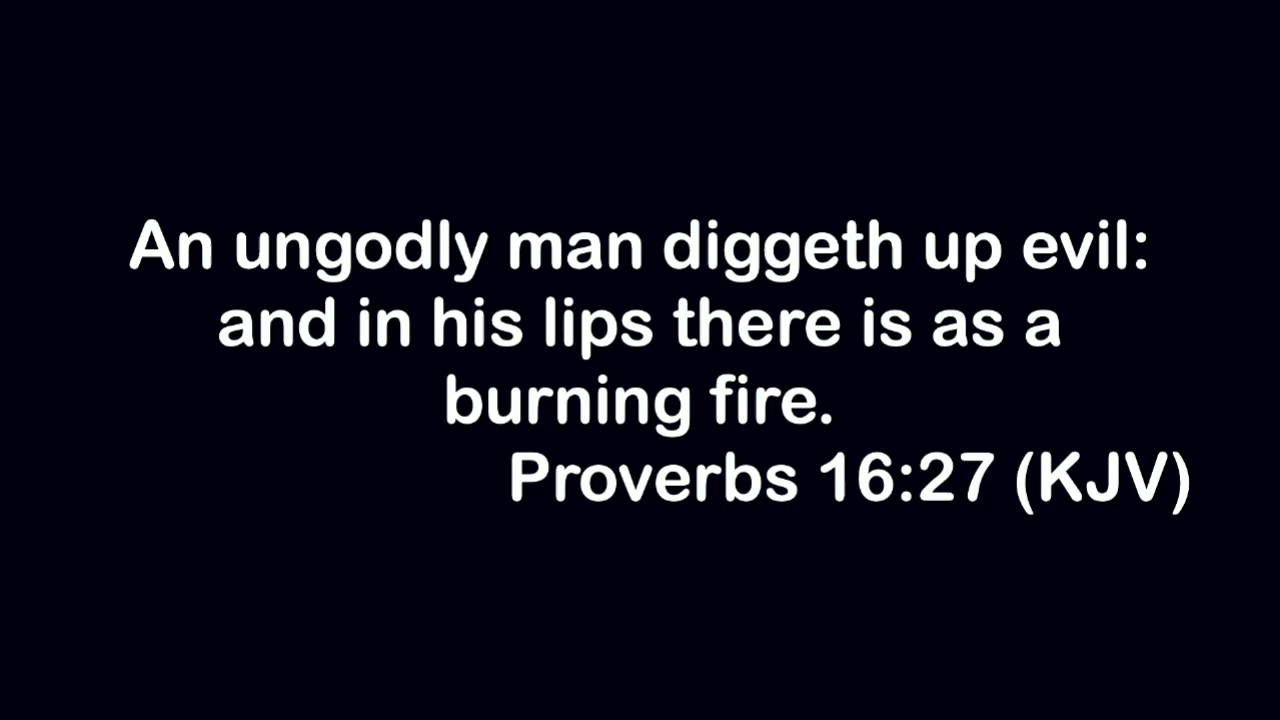 An ungodly man diggeth up evil:
and in his lips there is as a
burning fire.
Proverbs 16:27 (KJV)